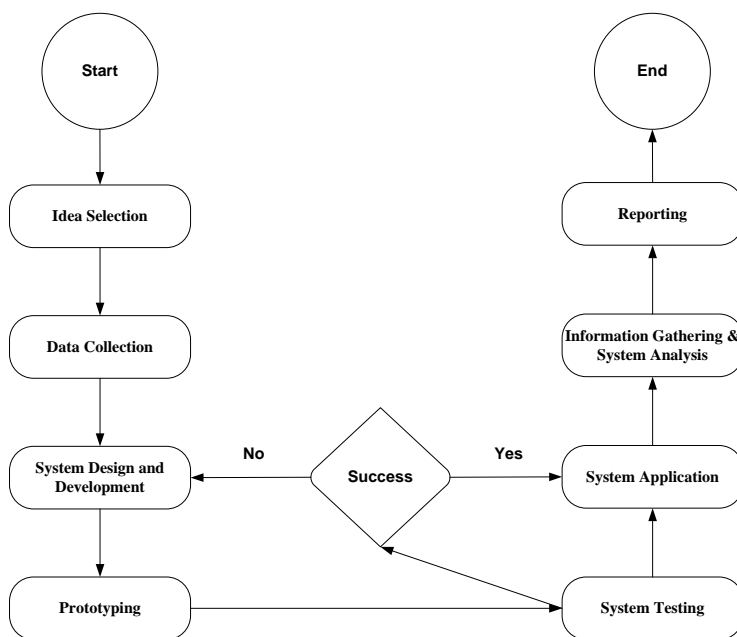 Start
Idea Selection
Data Collection
System Design and
Development
Prototyping
No
Success
Yes
End
Reporting
Information Gathering &
System Analysis
System Application
System Testing